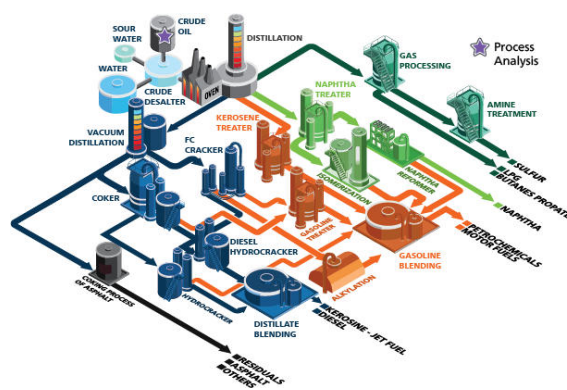 SOUR
WATER
CRUDE
OIL
DISTILLATION
Process
Analysis
WATER
CRUDE
DESALTER
OVEN
GAS
PROCESSING
NAPHTHA
TREATER
AMINE
TREATMENT
VACUUM
DISTILLATION
KEROSENE
TREATER
FC
CRACKER
ISOMERIZATION
NAPHTHA
REFORMER
SULFUR
LPG
BUTANES PROPATE
NAPHTHA
COKER
GASOLINE
TREATER
PETROCHEMICALS
MOTOR FUELS
DIESEL
HYDROCRACKER
GASOLINE
BLENDING
COKING PROCESS
OF ASPHALT
HYDROCRACKER
ALKYLATION
DISTILLATE
BLENDING
KEROSINE - JET FUEL
DIESEL
RESIDUALS
ASPHALT
OTHERS